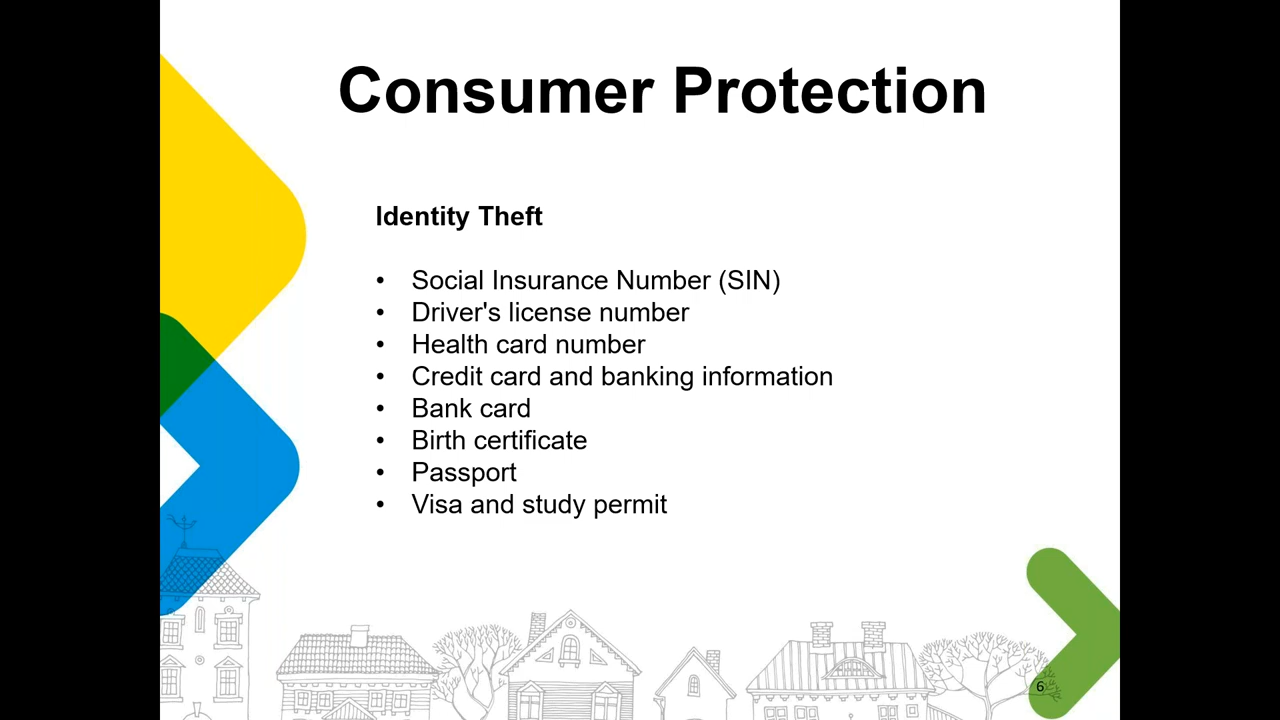 Consumer Protection
Identity Theft
• Social Insurance Number (SIN)
• Driver's license number
• Health card number
• Credit card and banking information
• Bank card
• Birth certificate
• Passport
• Visa and study permit
6